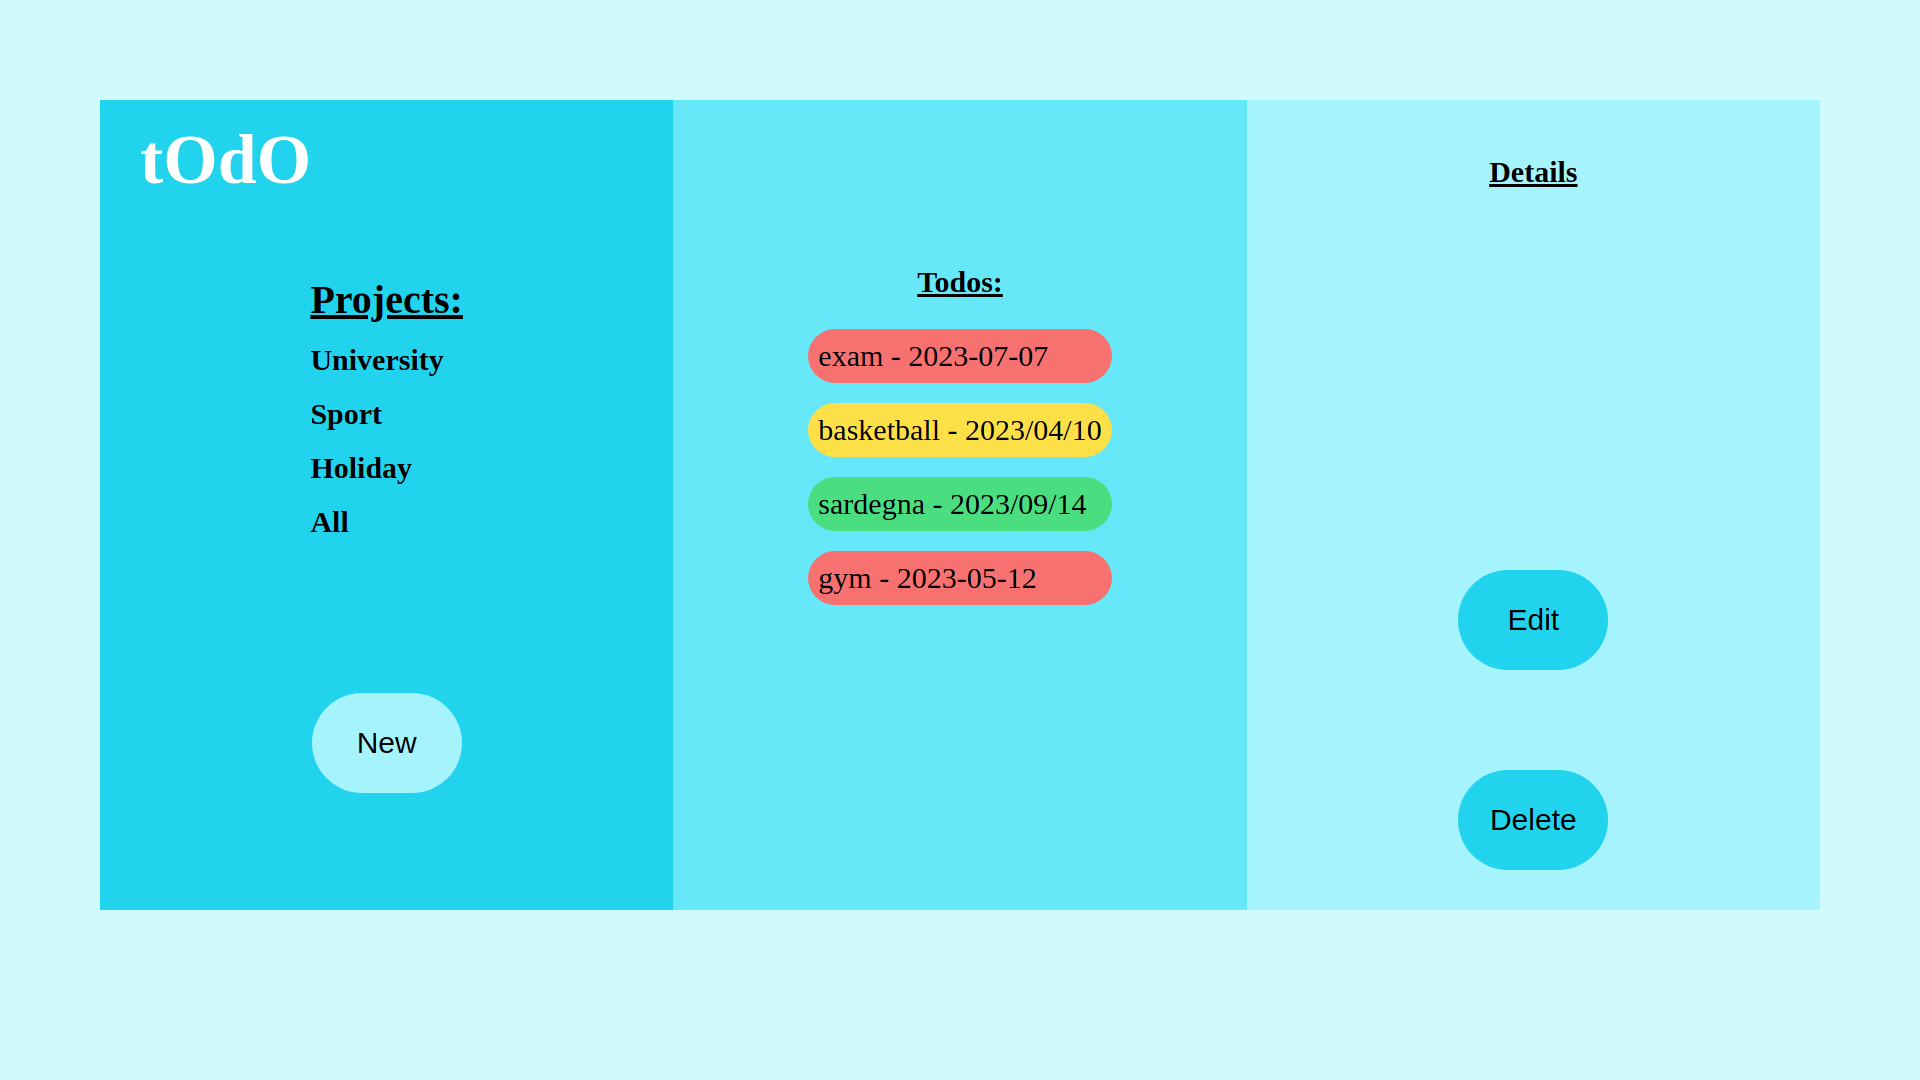 tOdO
Projects:
University
Sport
Holiday
All
New
Todos:
exam - 2023-07-07
basketball - 2023/04/10
sardegna - 2023/09/14
gym - 2023-05-12
Details
Edit
Delete